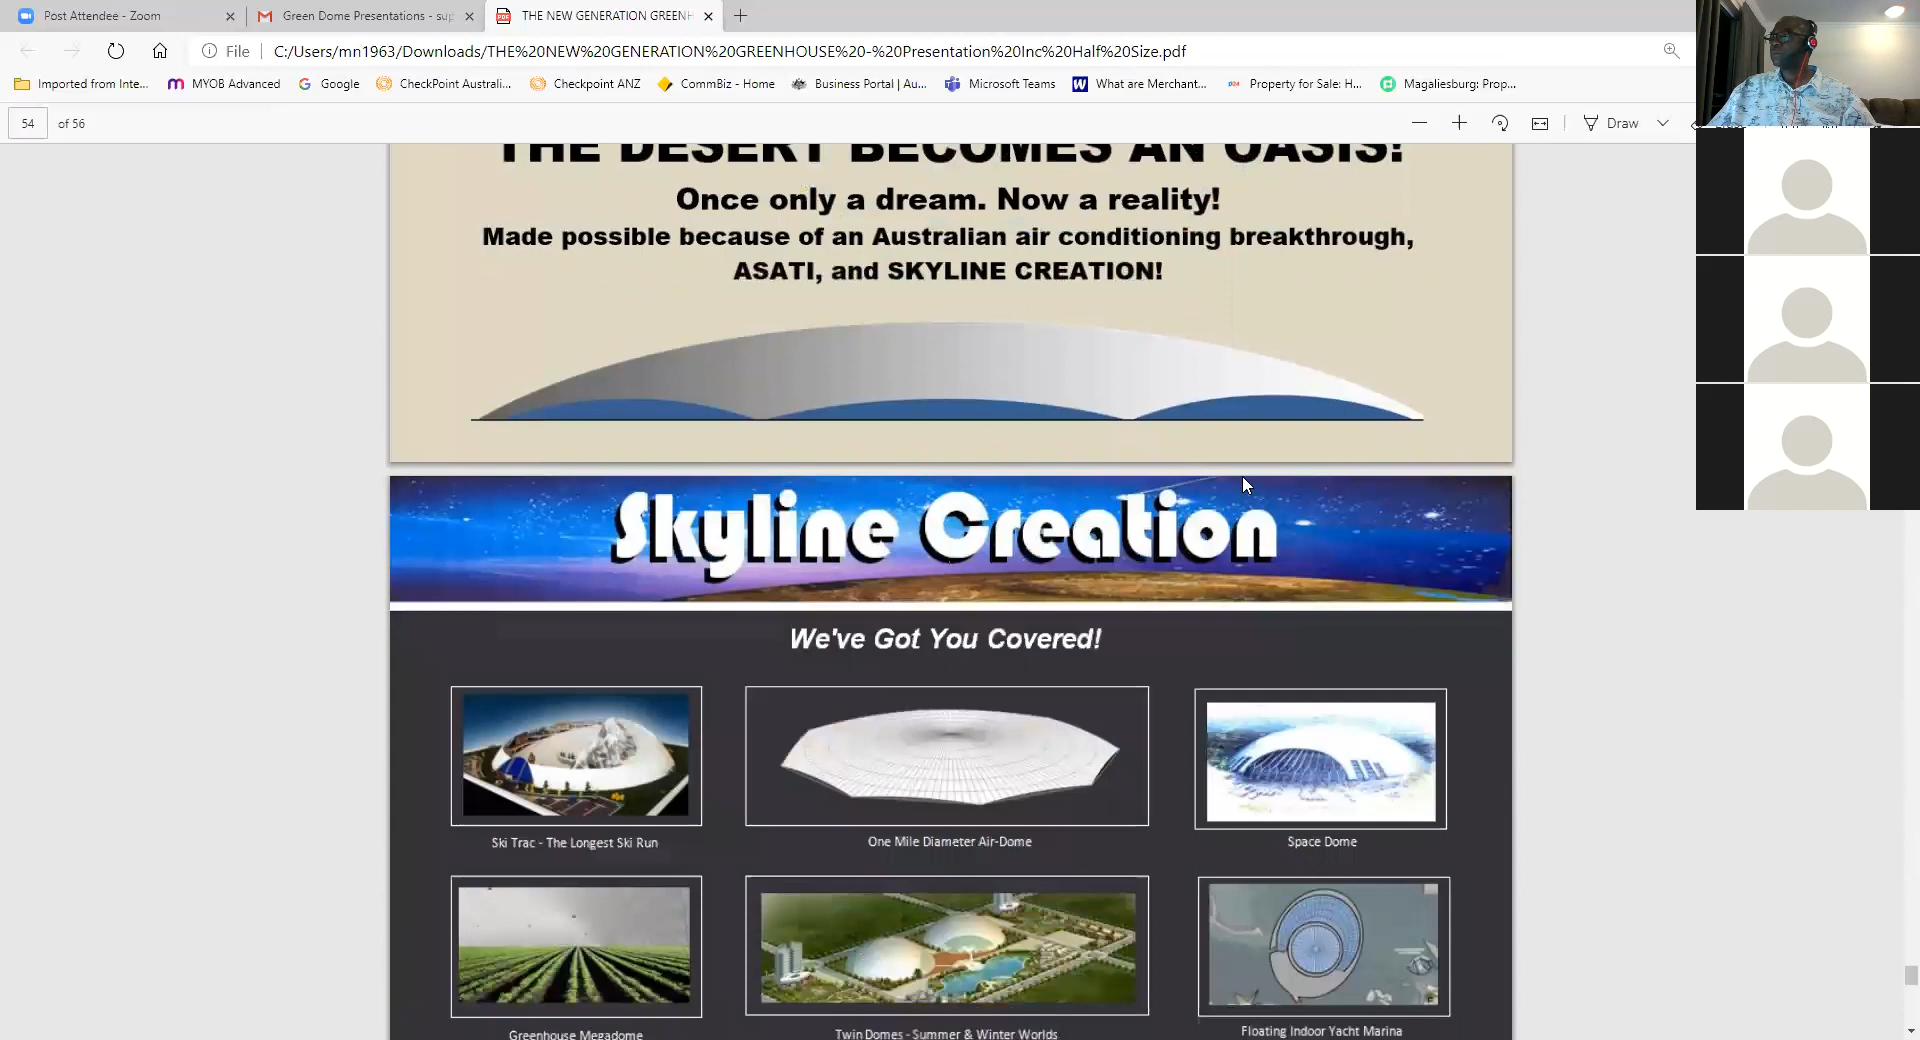 Post Attendee - Zoom
Green Dome Presentations - sup
THE NEW GENERATION GREENH
File
C:/Users/mn1963/Downloads/THE%20NEW%20GENERATION%20GREENHOUSE%20-%20Presentation%20Inc%20Half%20Size.pdf
Imported from Inte...
MYOB Advanced
Google
CheckPoint Australi...
Checkpoint ANZ
CommBiz - Home
Business Portal | Au...
Microsoft Teams
What are Merchant...
Property for Sale: H...
Magaliesburg: Prop...
54 of 56
Draw
THE DESERT BECOMES AN OASIS!
Once only a dream. Now a reality!
Made possible because of an Australian air conditioning breakthrough,
ASATI, and SKYLINE CREATION!
Skyline Creation
We've Got You Covered!
Ski Trac - The Longest Ski Run
One Mile Diameter Air-Dome
Space Dome
Greenhouse Megadome
Twin Domes - Summer & Winter Worlds
Floating Indoor Yacht Marina